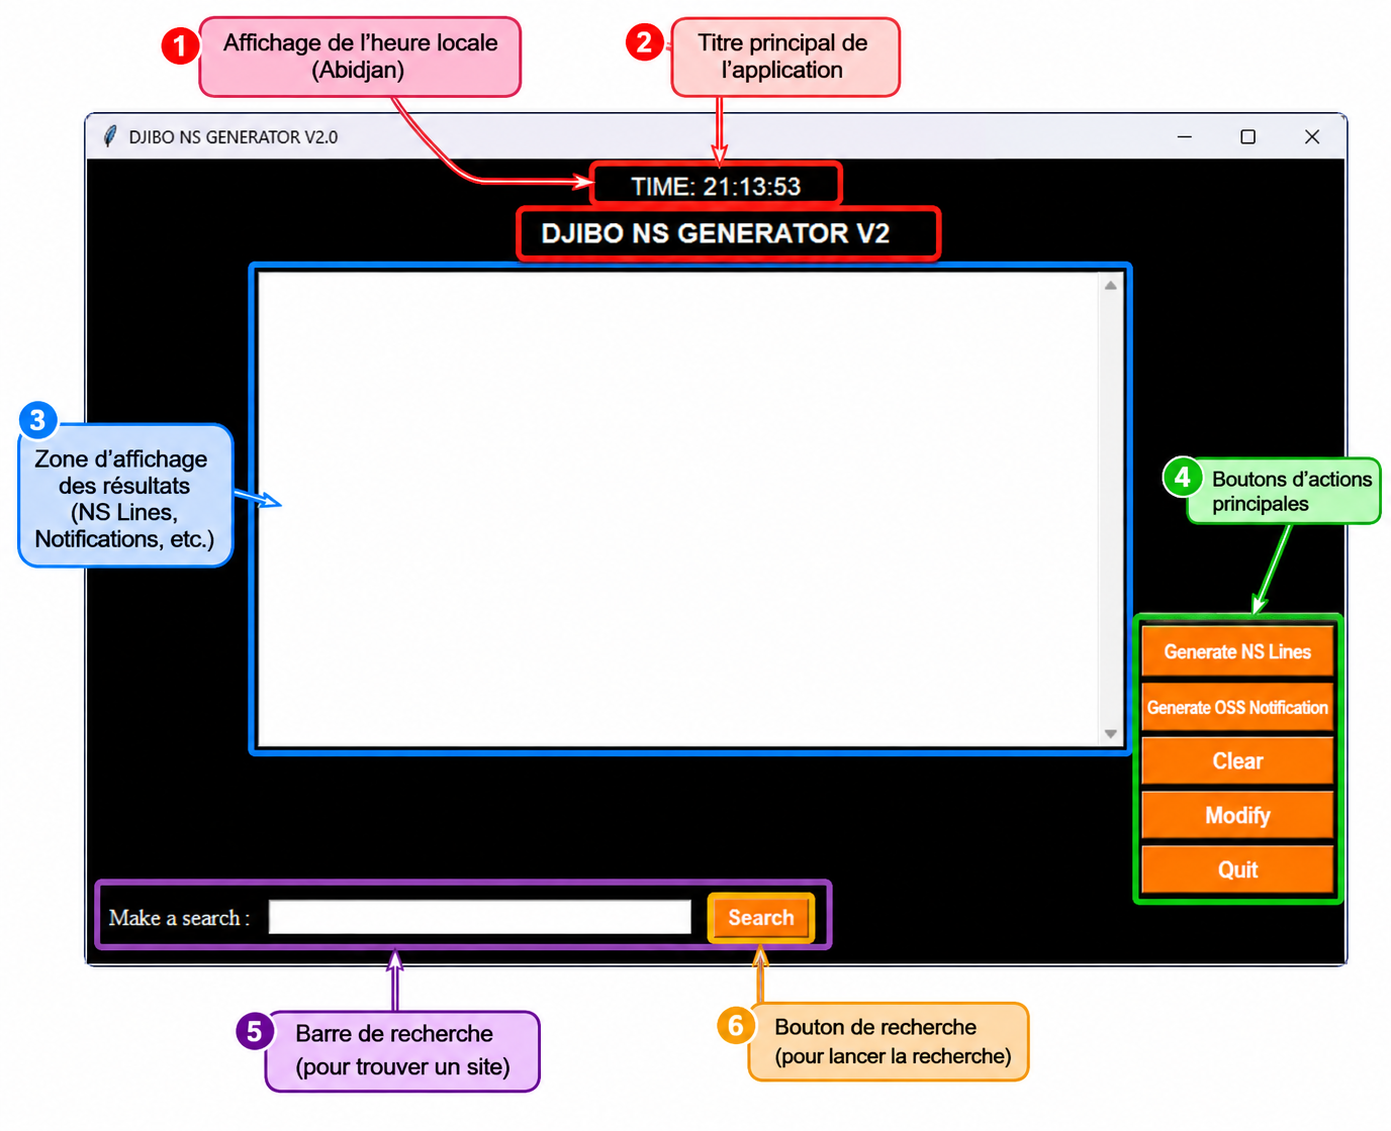 1
Affichage de l'heure locale
(Abidjan)
2
Titre principal de
l'application
DJIBO NS GENERATOR V2.0
TIME: 21:13:53
DJIBO NS GENERATOR V2
3
Zone d'affichage
des résultats
(NS Lines,
Notifications, etc.)
4
Boutons d'actions
principales
Generate NS Lines
Generate OSS Notification
Clear
Modify
Quit
Make a search :
Search
5
Barre de recherche
(pour trouver un site)
6
Bouton de recherche
(pour lancer la recherche)